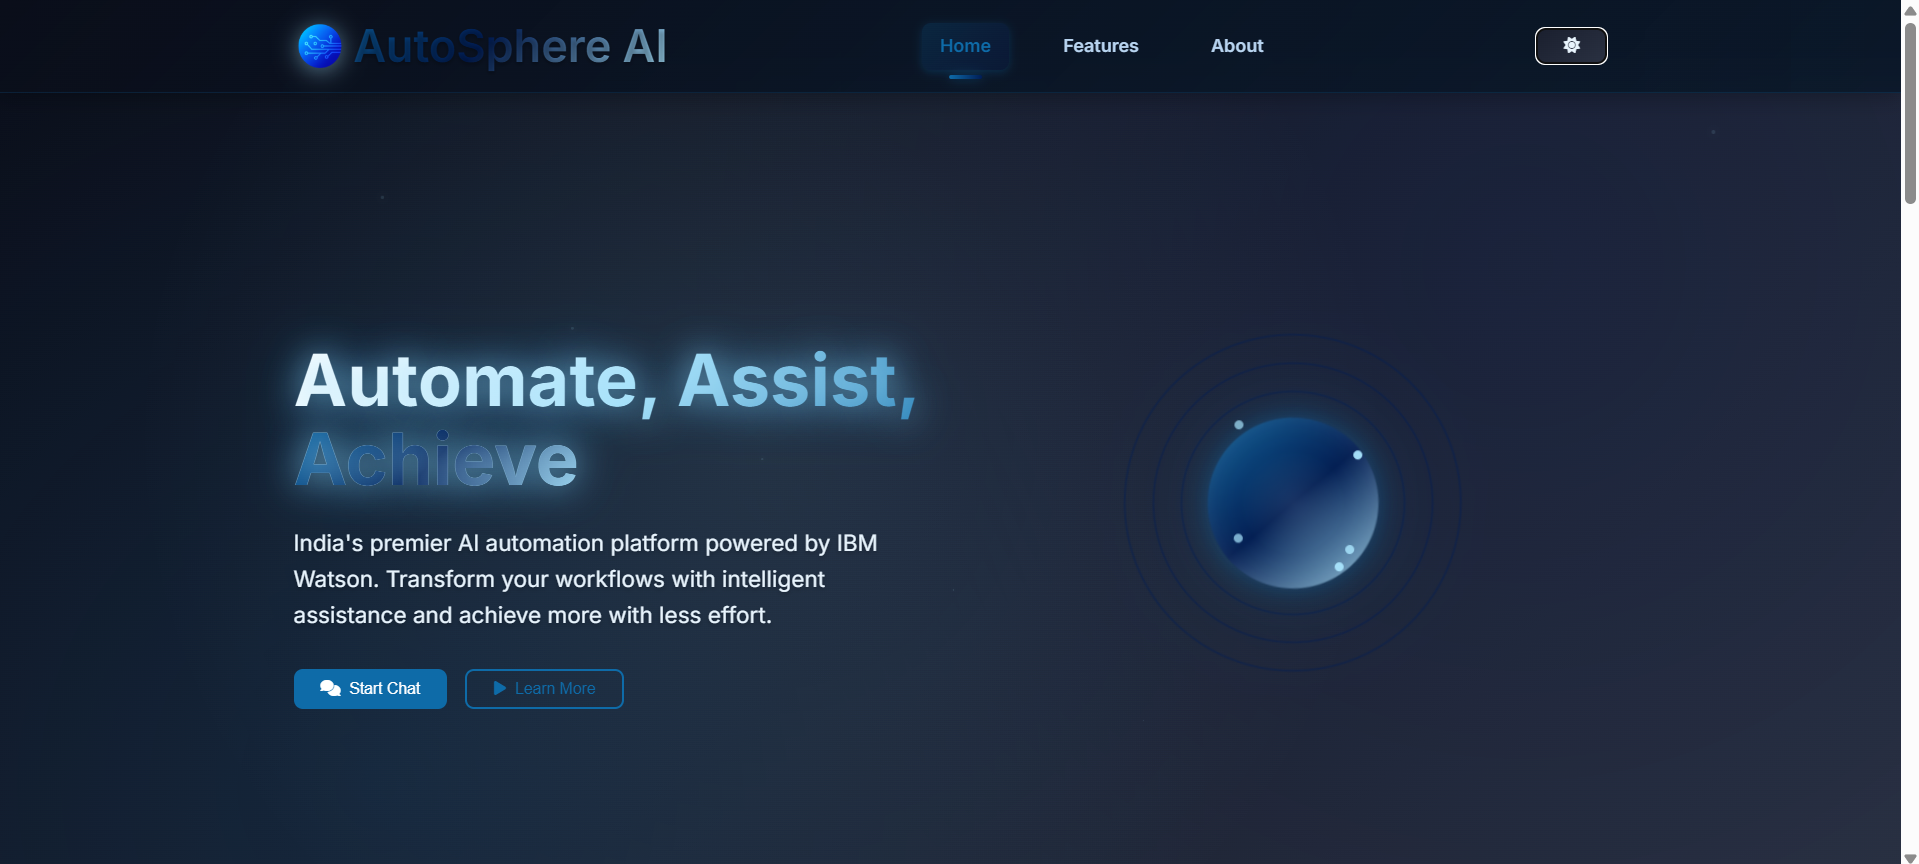 AutoSphere AI
Home
Features
About
Automate, Assist,
Achieve
India's premier AI automation platform powered by IBM
Watson. Transform your workflows with intelligent
assistance and achieve more with less effort.
Start Chat
Learn More